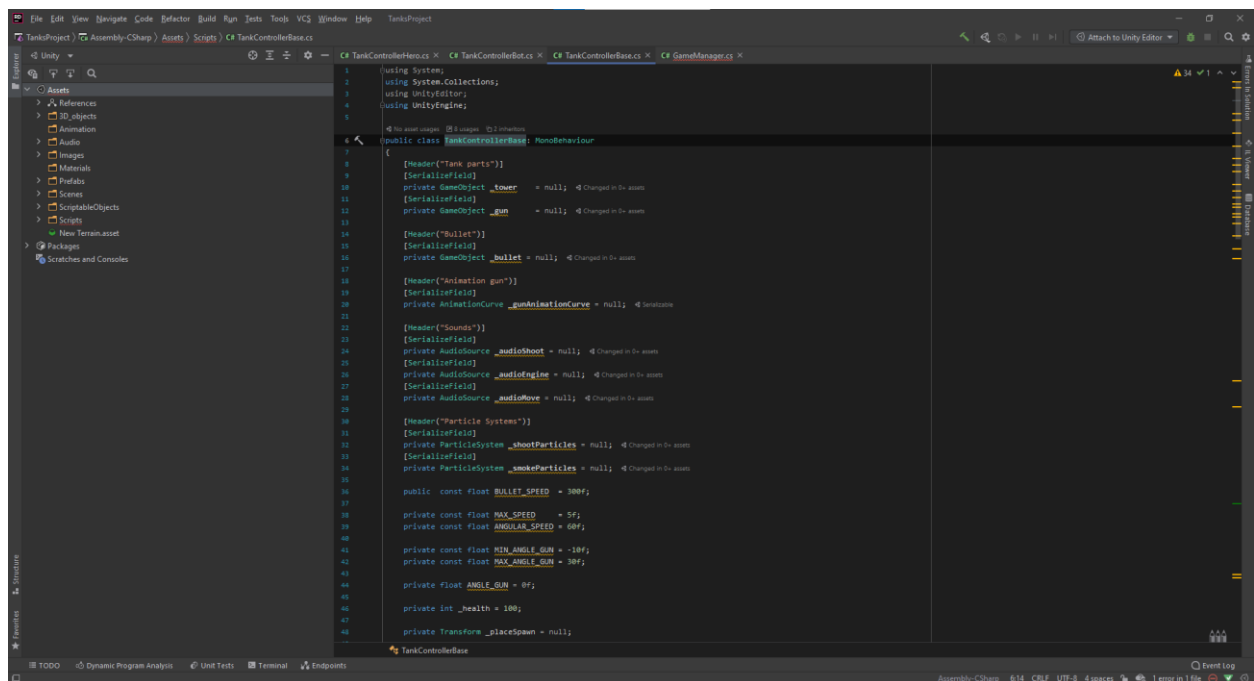 File Edit View Navigate Code Refactor Build Run Tests Tools VCS Window Help TanksProject
TanksProject Assembly-CSharp Assets Scripts C# TankControllerBase.cs
Attach to Unity Editor
Unity
C# TankControllerHero.cs C# TankControllerBot.cs C# TankControllerBase.cs C# GameManager.cs
Explorer
Assets
References
3D_objects
Animation
Audio
Images
Materials
Prefabs
Scenes
ScriptableObjects
Scripts
New Terrain.asset
Packages
Scratches and Consoles
Structure
Favorites
34 1
1 using System;
2 using System.Collections;
3 using UnityEditor;
4 using UnityEngine;
5
No asset usages 8 usages 2 inheritors
6 public class TankControllerBase: MonoBehaviour
7 {
8 [Header("Tank parts")]
9 [SerializeField]
10 private GameObject _tower = null; Changed in 0+ assets
11 [SerializeField]
12 private GameObject _gun = null; Changed in 0+ assets
13
14 [Header("Bullet")]
15 [SerializeField]
16 private GameObject _bullet = null; Changed in 0+ assets
17
18 [Header("Animation gun")]
19 [SerializeField]
20 private AnimationCurve _gunAnimationCurve = null; Serializable
21
22 [Header("Sounds")]
23 [SerializeField]
24 private AudioSource _audioShoot = null; Changed in 0+ assets
25 [SerializeField]
26 private AudioSource _audioEngine = null; Changed in 0+ assets
27 [SerializeField]
28 private AudioSource _audioMove = null; Changed in 0+ assets
29
30 [Header("Particle Systems")]
31 [SerializeField]
32 private ParticleSystem _shootParticles = null; Changed in 0+ assets
33 [SerializeField]
34 private ParticleSystem _smokeParticles = null; Changed in 0+ assets
35
36 public const float BULLET_SPEED = 300f;
37
38 private const float MAX_SPEED = 5f;
39 private const float ANGULAR_SPEED = 60f;
40
41 private const float MIN_ANGLE_GUN = -10f;
42 private const float MAX_ANGLE_GUN = 30f;
43
44 private float ANGLE_GUN = 0f;
45
46 private int _health = 100;
47
48 private Transform _placeSpawn = null;
TankControllerBase
Errors In Solution
IL Viewer
Database
TODO Dynamic Program Analysis Unit Tests Terminal Endpoints
Event Log
Assembly-CSharp 6:14 CRLF UTF-8 4 spaces 1 error in 1 file